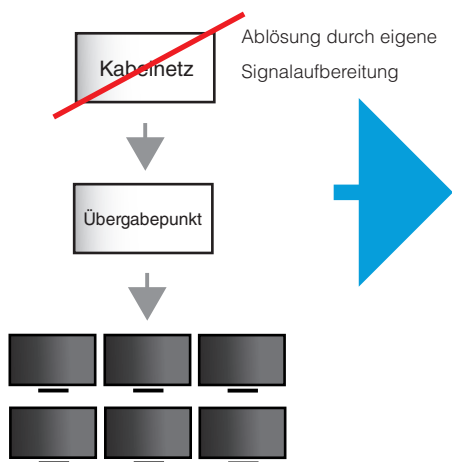 Ablösung durch eigene
Kabelnetz
Signalaufbereitung
Übergabepunkt